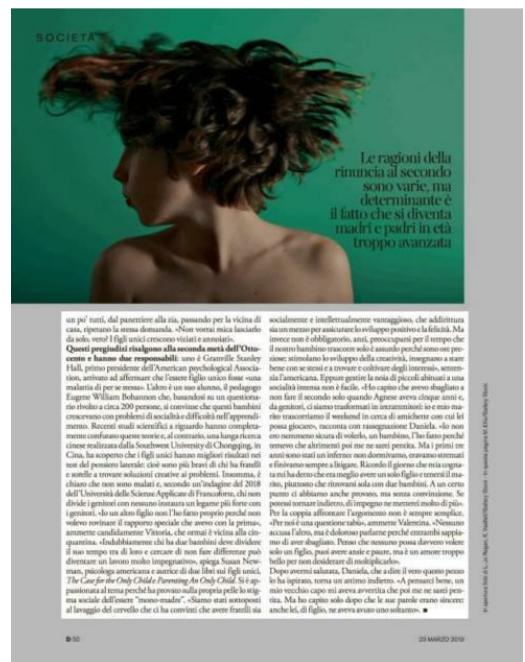 SOCIETÀ
Le ragioni della
rinuncia al secondo
sono varie, ma
determinante è
il fatto che si diventa
madri e padri in età
troppo avanzata
un po' tutti, dal panettiere alla zia, passando per la vicina di
casa, ripetano la stessa domanda. «Non vorrai mica lasciarlo
da solo, vero? I figli unici crescono viziati e annoiati».
Questi pregiudizi risalgono alla seconda metà dell'Otto-
cento e hanno due responsabili: uno è Granville Stanley
Hall, primo presidente dell'American psychological Associa-
tion, arrivato ad affermare che l'essere figlio unico fosse «una
malattia di per se stessa». L'altro è un suo alunno, il pedagogo
Eugene William Bohannon che, basandosi su un questiona-
rio rivolto a circa 200 persone, si convinse che questi bambini
crescevano con problemi di socialità e difficoltà nell'apprendi-
mento. Recenti studi scientifici a riguardo hanno completa-
mente confutato queste teorie e, al contrario, una lunga ricerca
cinese realizzata dalla Southwest University di Chongqing, in
Cina, ha scoperto che i figli unici hanno migliori risultati nei
test del pensiero laterale: cioè sono più bravi di chi ha fratelli
e sorelle a trovare soluzioni creative ai problemi. Insomma, è
chiaro che non sono malati e, secondo un'indagine del 2018
dell'Università delle Scienze Applicate di Francoforte, chi non
divide i genitori con nessuno instaura un legame più forte con
i genitori. «Io un altro figlio non l'ho fatto proprio perché non
volevo rovinare il rapporto speciale che avevo con la prima»,
ammette candidamente Vittoria, che ormai è vicina alla cin-
quantina. «Indubbiamente chi ha due bambini deve dividere
il suo tempo tra di loro e cercare di non fare differenze può
diventare un lavoro molto impegnativo», spiega Susan New-
man, psicologa americana e autrice di due libri sui figli unici,
The Case for the Only Child e Parenting An Only Child. Si è ap-
passionata al tema perché ha provato sulla propria pelle lo stig-
ma sociale dell'essere "mono-madre". «Siamo stati sottoposti
al lavaggio del cervello che ci ha convinti che avere fratelli sia
socialmente e intellettualmente vantaggioso, che addirittura
sia un mezzo per assicurare lo sviluppo positivo e la felicità. Ma
invece non è obbligatorio, anzi, preoccuparsi per il tempo che
il nostro bambino trascorre solo è assurdo perché sono ore pre-
ziose: stimolano lo sviluppo della creatività, insegnano a stare
bene con se stessi e a trovare e coltivare degli interessi», senten-
zia l'americana. Eppure gestire la noia di piccoli abituati a una
socialità intensa non è facile. «Ho capito che avevo sbagliato a
non fare il secondo solo quando Agnese aveva cinque anni e,
da genitori, ci siamo trasformati in intrattenitori: io e mio ma-
rito trascorriamo il weekend in cerca di amichette con cui lei
possa giocare», racconta con rassegnazione Daniela. «Io non
ero nemmeno sicura di volerlo, un bambino, l'ho fatto perché
temevo che altrimenti poi me ne sarei pentita. Ma i primi tre
anni sono stati un inferno: non dormivamo, eravamo stremati
e finivamo sempre a litigare. Ricordo il giorno che mia cogna-
ta mi ha detto che era meglio avere un solo figlio e tenersi il ma-
rito, piuttosto che ritrovarsi sola con due bambini. A un certo
punto ci abbiamo anche provato, ma senza convinzione. Se
potessi tornare indietro, di impegno ne metterei molto di più».
Per la coppia affrontare l'argomento non è sempre semplice.
«Per noi è una questione tabù», ammette Valentina. «Nessuno
accusa l'altro, ma è doloroso parlarne perché entrambi sappia-
mo di aver sbagliato. Penso che nessuno possa davvero volere
solo un figlio, puoi avere ansie e paure, ma è un amore troppo
bello per non desiderare di moltiplicarlo».
Dopo avermi salutata, Daniela, che a dire il vero questo pezzo
lo ha ispirato, torna un attimo indietro. «A pensarci bene, un
mio vecchio capo mi aveva avvertita che poi me ne sarei pen-
tita. Ma ho capito solo dopo che le sue parole erano sincere:
anche lei, di figlio, ne aveva avuto uno soltanto». ■
D 50
23 MARZO 2019